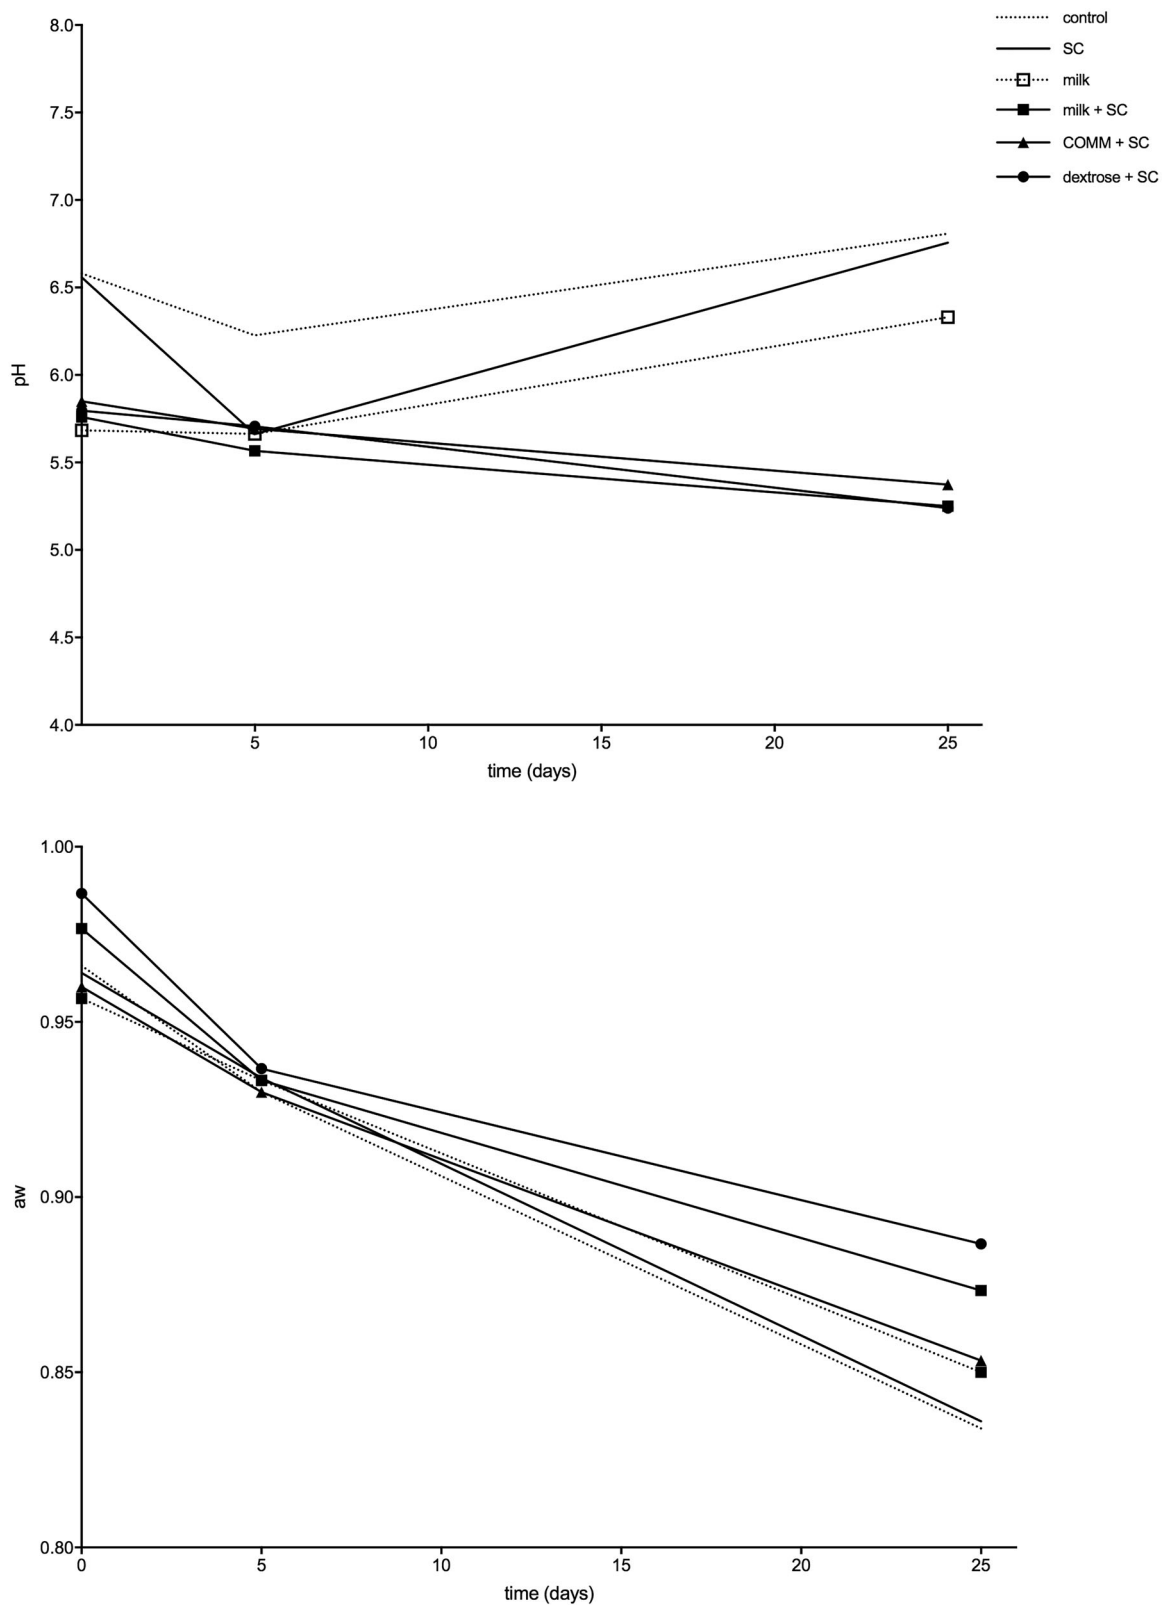 control
SC
milk
milk + SC
COMM + SC
dextrose + SC
8.0
7.5
7.0
6.5
6.0
5.5
5.0
4.5
4.0
pH
5 10 15 20 25
time (days)
1.00
0.95
0.90
0.85
0.80
aw
0 5 10 15 20 25
time (days)